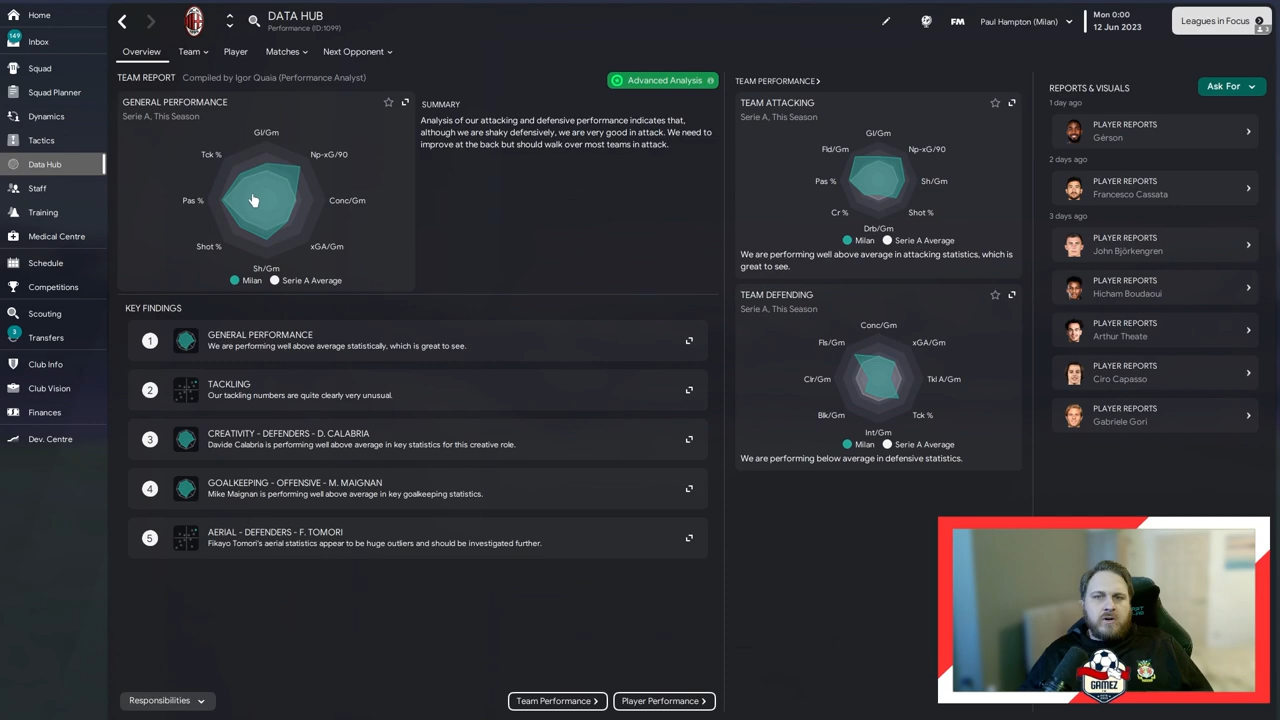 Home
149
Inbox
Squad
Squad Planner
Dynamics
Tactics
Data Hub
Staff
Training
Medical Centre
Schedule
Competitions
Scouting
3
Transfers
Club Info
Club Vision
Finances
Dev. Centre
DATA HUB
Performance (ID:1099)
FM
Paul Hampton (Milan)
Mon 0:00
12 Jun 2023
Leagues in Focus
Overview
Team
Player
Matches
Next Opponent
TEAM REPORT
Compiled by Igor Quaia (Performance Analyst)
Advanced Analysis
GENERAL PERFORMANCE
Serie A, This Season
Gl/Gm
Np-xG/90
Conc/Gm
xGA/Gm
Sh/Gm
Shot %
Pas %
Tck %
Milan
Serie A Average
SUMMARY
Analysis of our attacking and defensive performance indicates that,
although we are shaky defensively, we are very good in attack. We need to
improve at the back but should walk over most teams in attack.
KEY FINDINGS
1
GENERAL PERFORMANCE
We are performing well above average statistically, which is great to see.
2
TACKLING
Our tackling numbers are quite clearly very unusual.
3
CREATIVITY - DEFENDERS - D. CALABRIA
Davide Calabria is performing well above average in key statistics for this creative role.
4
GOALKEEPING - OFFENSIVE - M. MAIGNAN
Mike Maignan is performing well above average in key goalkeeping statistics.
5
AERIAL - DEFENDERS - F. TOMORI
Fikayo Tomori's aerial statistics appear to be huge outliers and should be investigated further.
Responsibilities
Team Performance
Player Performance
TEAM PERFORMANCE
TEAM ATTACKING
Serie A, This Season
Gl/Gm
Np-xG/90
Sh/Gm
Shot %
Drb/Gm
Cr %
Pas %
Fld/Gm
Milan
Serie A Average
We are performing well above average in attacking statistics, which is
great to see.
TEAM DEFENDING
Serie A, This Season
Conc/Gm
xGA/Gm
Tkl A/Gm
Tck %
Int/Gm
Blk/Gm
Clr/Gm
Fls/Gm
Milan
Serie A Average
We are performing below average in defensive statistics.
REPORTS & VISUALS
Ask For
1 day ago
PLAYER REPORTS
Gerson
2 days ago
PLAYER REPORTS
Francesco Cassata
3 days ago
PLAYER REPORTS
John Björkengren
PLAYER REPORTS
Hicham Boudaoui
PLAYER REPORTS
Arthur Theate
PLAYER REPORTS
Ciro Capasso
PLAYER REPORTS
Gabriele Gori
GAMEZ